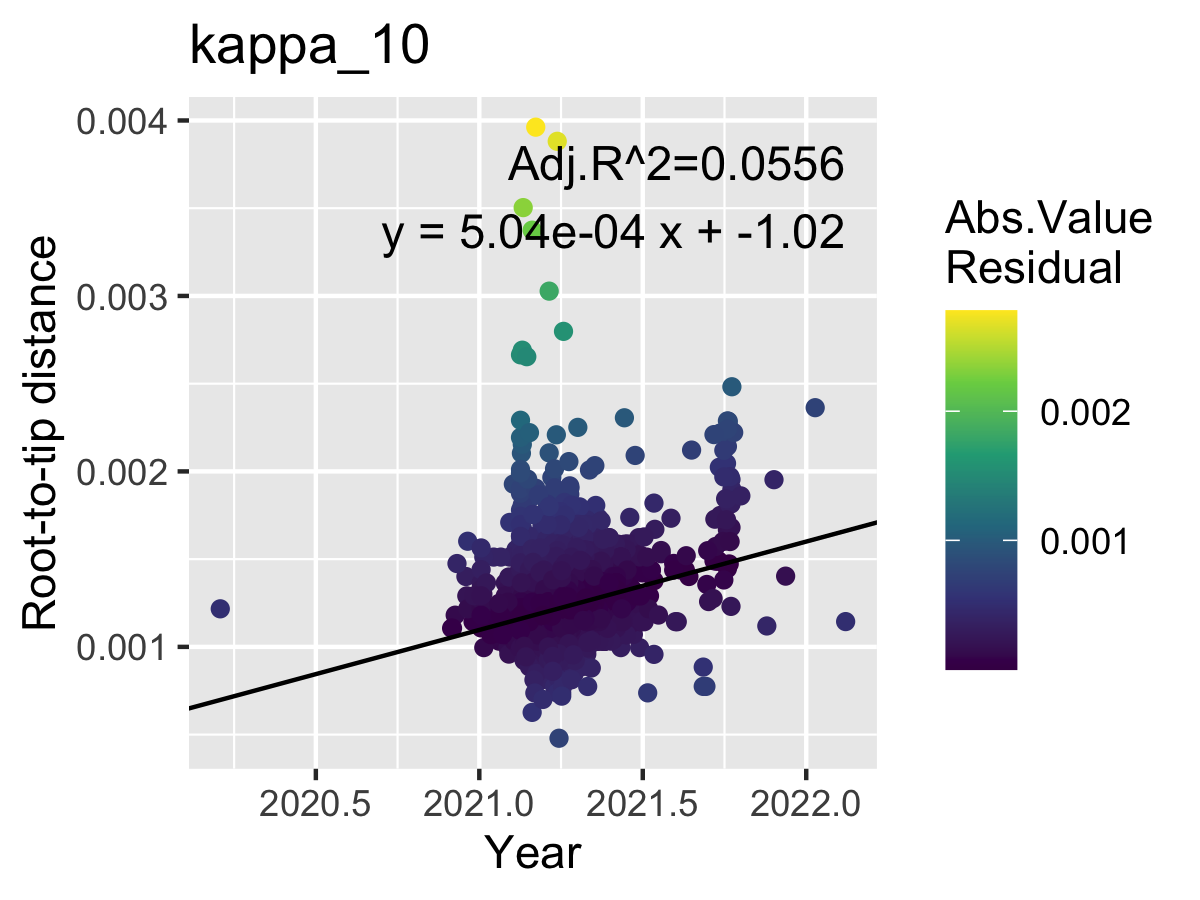 kappa_10
0.004
0.003
0.002
0.001
Root-to-tip distance
Adj.R^2=0.0556
y = 5.04e-04 x + -1.02
2020.5 2021.0 2021.5 2022.0
Year
Abs.Value
Residual
0.002
0.001